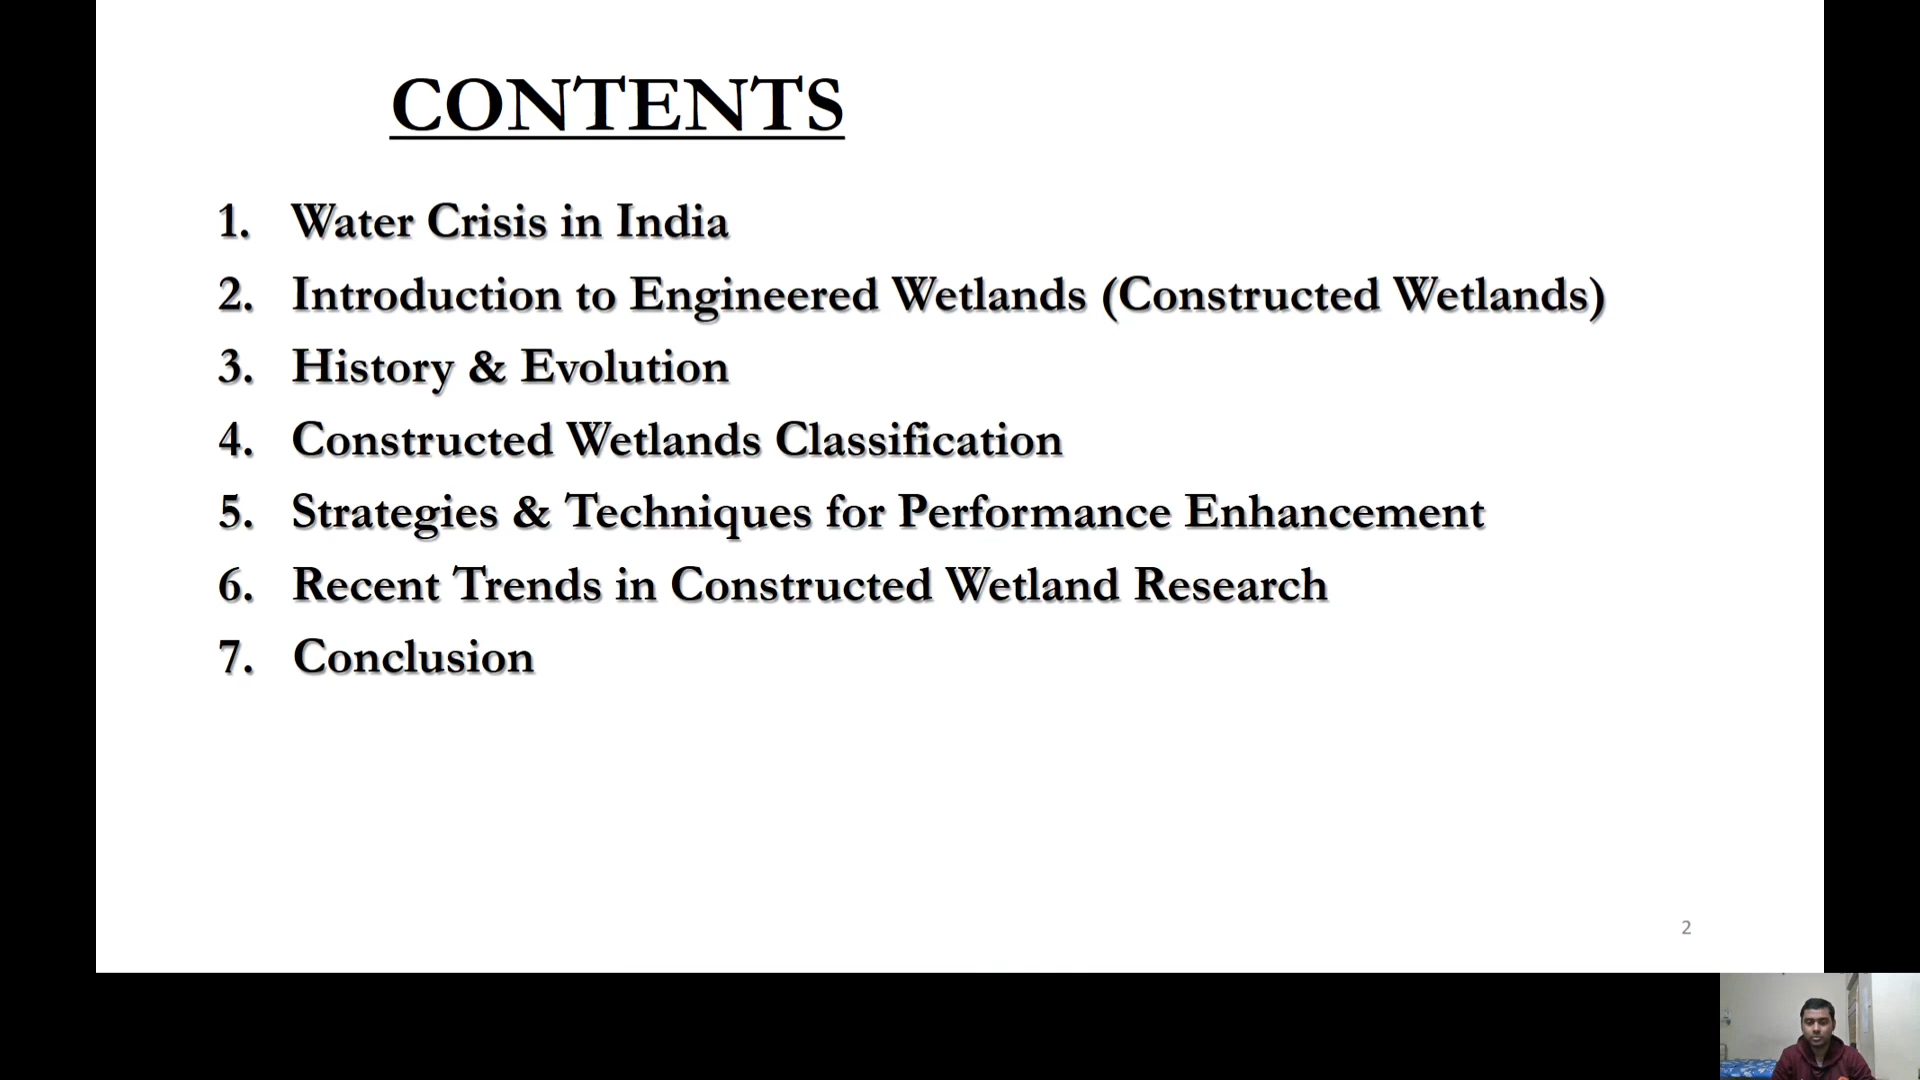 CONTENTS
1. Water Crisis in India
2. Introduction to Engineered Wetlands (Constructed Wetlands)
3. History & Evolution
4. Constructed Wetlands Classification
5. Strategies & Techniques for Performance Enhancement
6. Recent Trends in Constructed Wetland Research
7. Conclusion
2